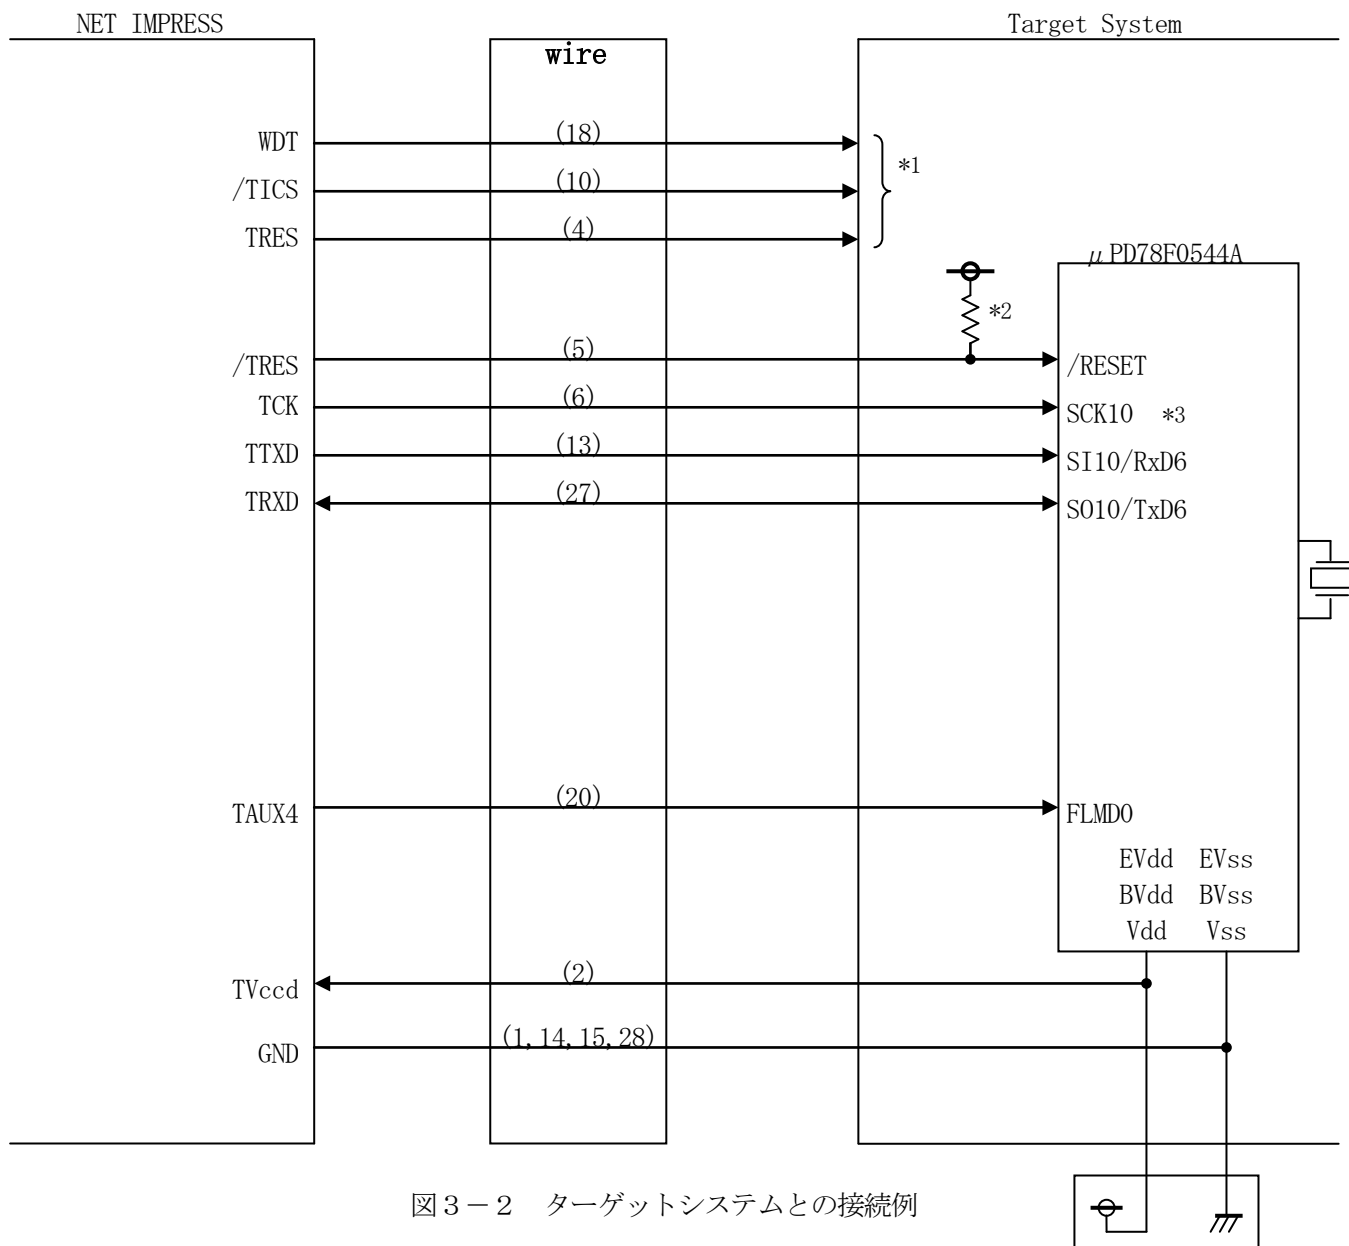 NET IMPRESS
wire
Target System
WDT (18)
/TICS (10) *1
TRES (4)
μPD78F0544A
*2
/TRES (5) /RESET
TCK (6) SCK10 *3
TTXD (13) SI10/RxD6
TRXD (27) SO10/TxD6
TAUX4 (20) FLMD0
EVdd EVss
BVdd BVss
Vdd Vss
TVccd (2)
GND (1,14,15,28)
図3-2 ターゲットシステムとの接続例